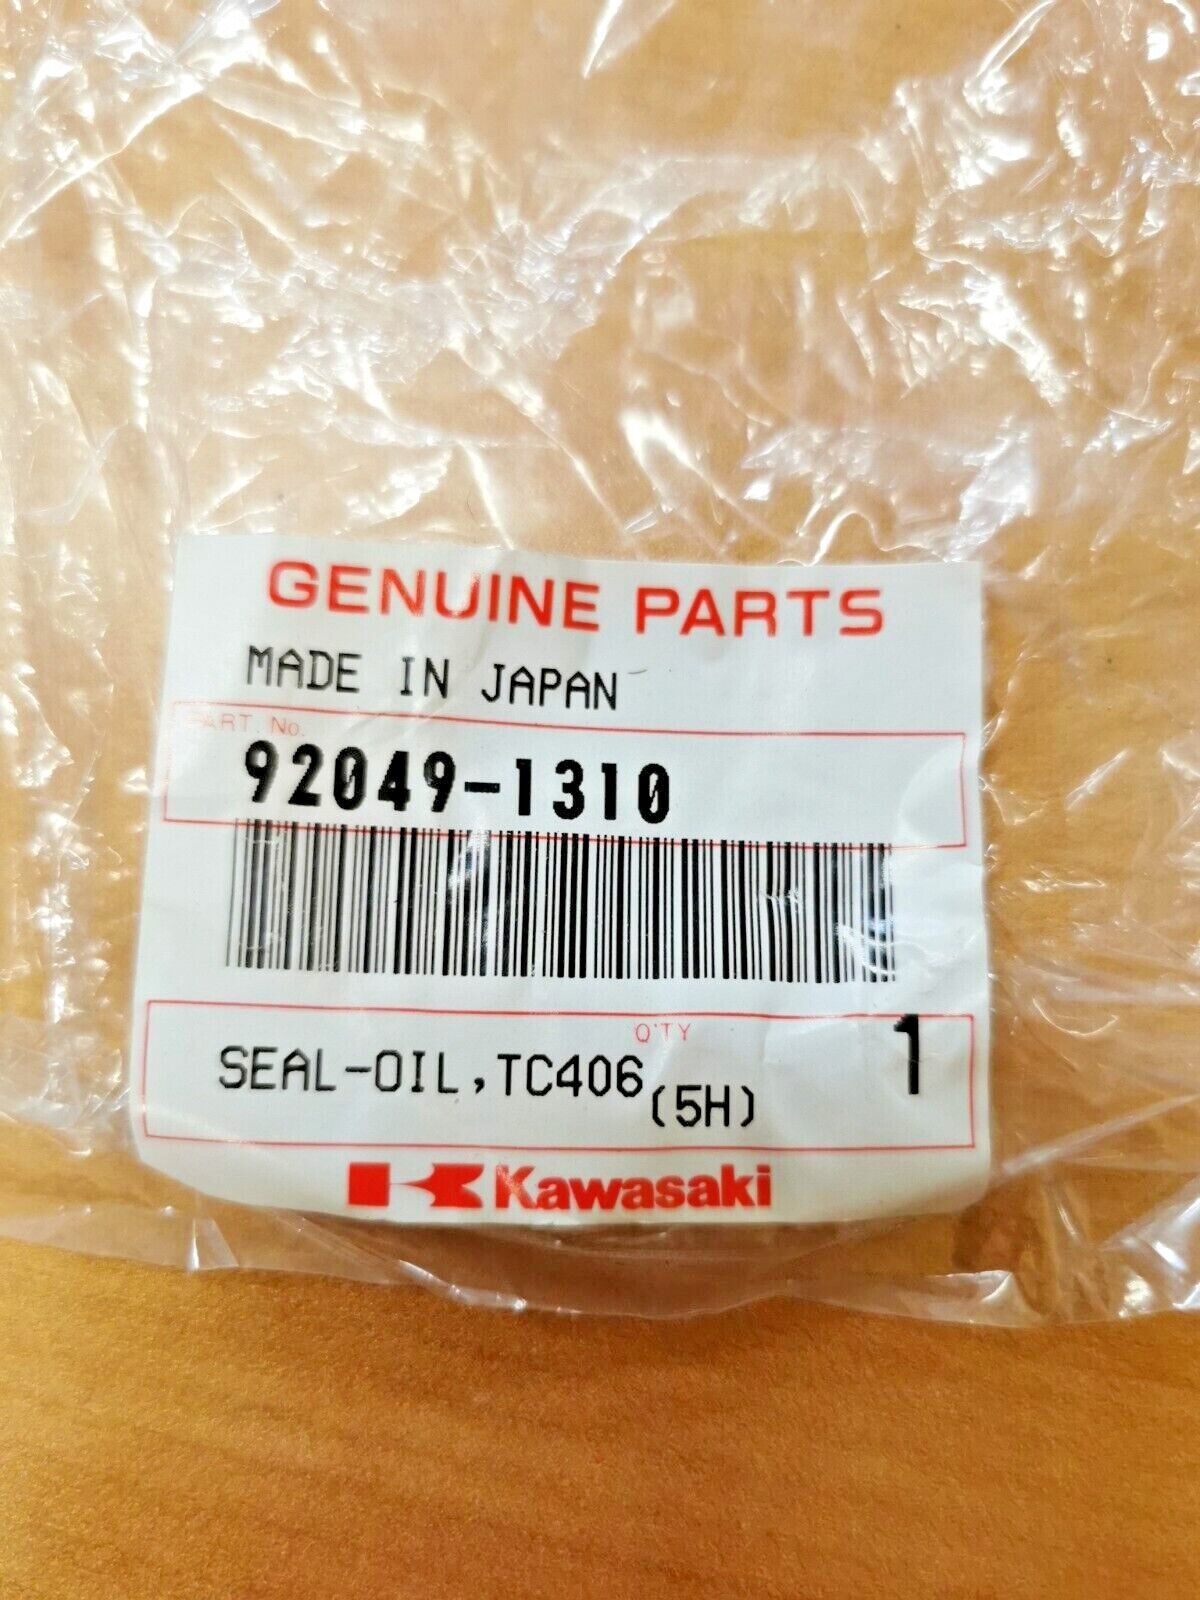 GENUINE PARTS
MADE IN JAPAN
PART. No.
92049-1310
Q'TY
SEAL-OIL,TC406 (5H) 1
Kawasaki